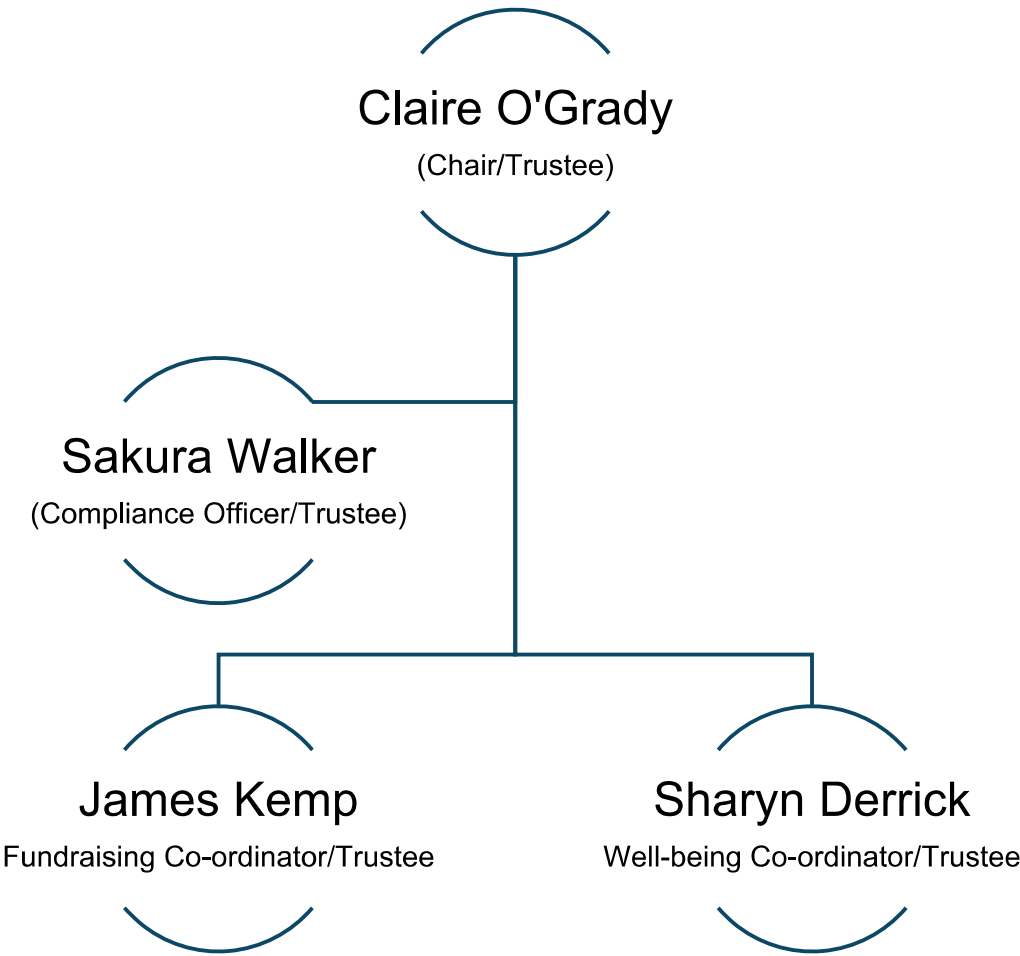 Claire O'Grady
(Chair/Trustee)
Sakura Walker
(Compliance Officer/Trustee)
James Kemp
Fundraising Co-ordinator/Trustee
Sharyn Derrick
Well-being Co-ordinator/Trustee